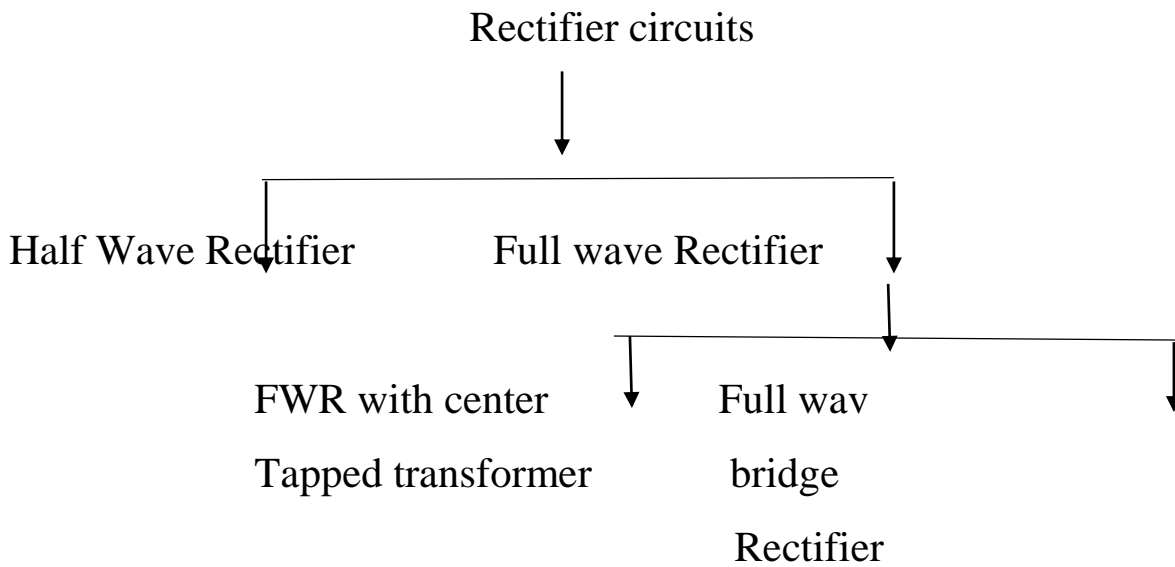 Rectifier circuits
Half Wave Rectifier Full wave Rectifier
FWR with center Full wav
Tapped transformer bridge
Rectifier